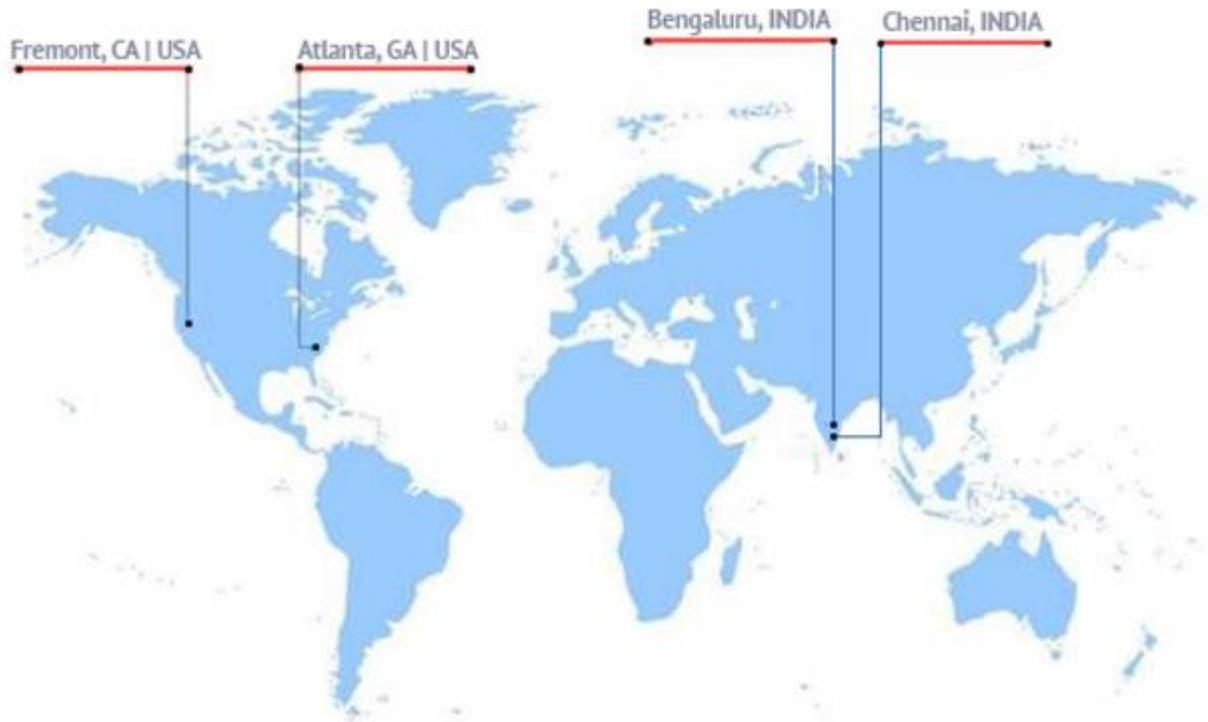 Fremont, CA | USA
Atlanta, GA | USA
Bengaluru, INDIA
Chennai, INDIA